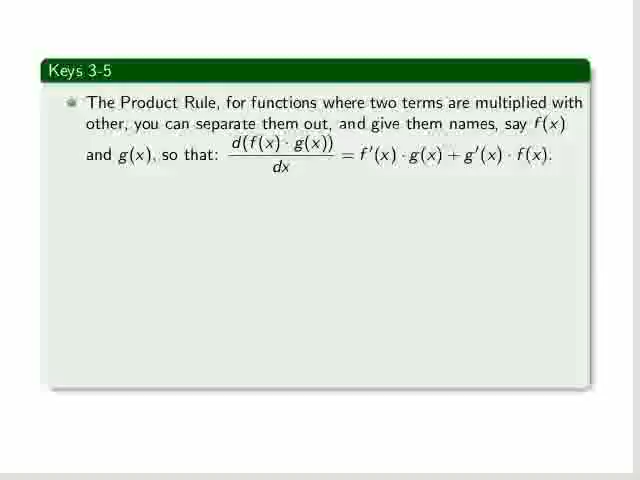 Keys 3-5
The Product Rule, for functions where two terms are multiplied with
other, you can separate them out, and give them names, say f(x)
and g(x), so that: d(f(x) · g(x))/dx = f′(x) · g(x) + g′(x) · f(x).